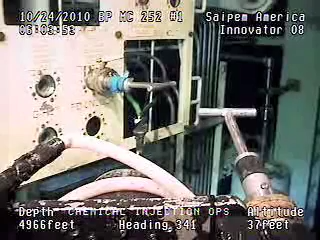 10/24/2010 BP MC 252 #1 Saipem America
06:03:53 Innovator 08
Depth CHEMICAL INJECTION OPS Altitude
4966feet Heading 341 37feet